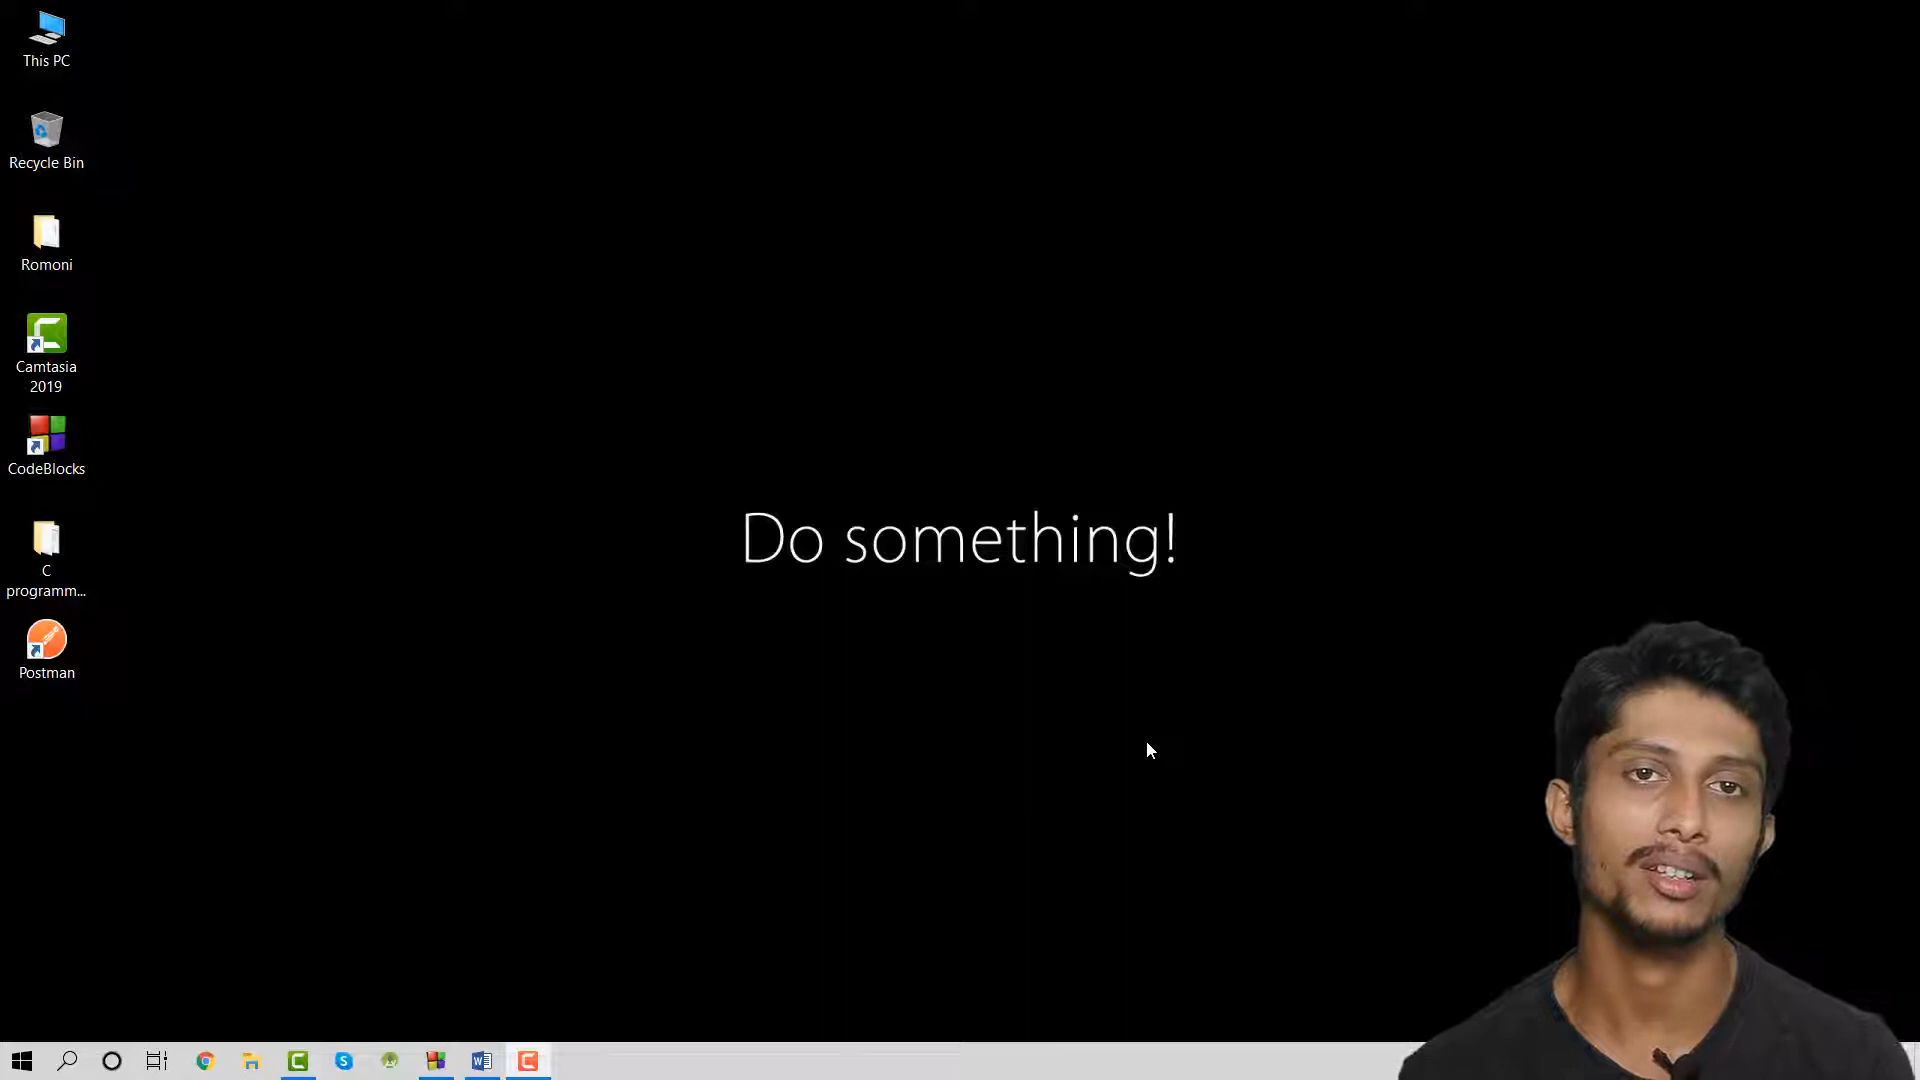 This PC
Recycle Bin
Romoni
Camtasia
2019
CodeBlocks
C
programm...
Postman
Do something!